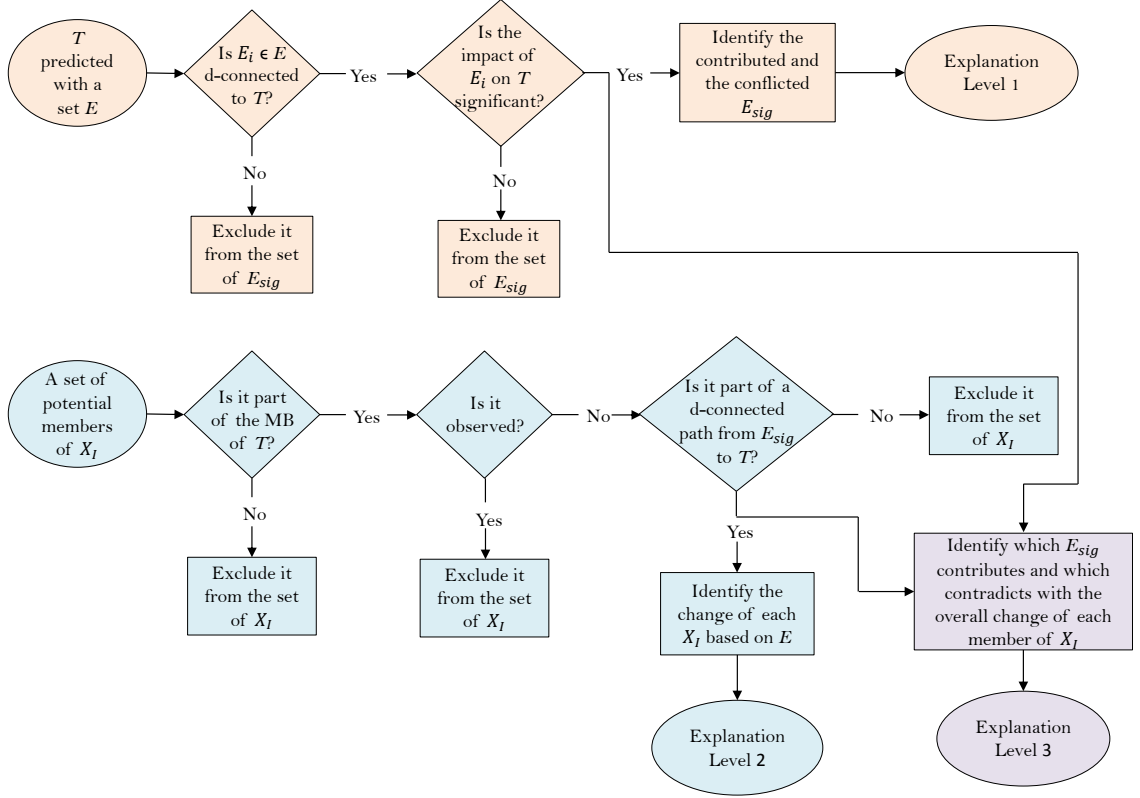 T
predicted
with a
set E
Is Eᵢ ϵ E
d-connected
to T?
Yes
Is the
impact of
Eᵢ on T
significant?
Yes
Identify the
contributed and
the conflicted
E_sig
Explanation
Level 1
No
Exclude it
from the set
of E_sig
No
Exclude it
from the set
of E_sig
A set of
potential
members
of X_I
Is it part
of the MB
of T?
Yes
Is it
observed?
No
Is it part of a
d-connected
path from E_sig
to T?
No
Exclude it
from the set
of X_I
No
Exclude it
from the set
of X_I
Yes
Exclude it
from the set
of X_I
Yes
Identify the
change of each
X_I based on E
Identify which E_sig
contributes and which
contradicts with the
overall change of each
member of X_I
Explanation
Level 2
Explanation
Level 3